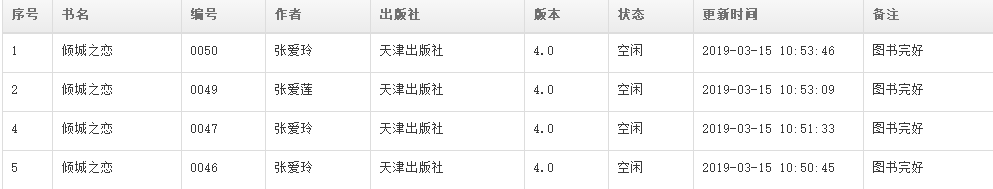 序号 书名 编号 作者 出版社 版本 状态 更新时间 备注
1 倾城之恋 0050 张爱玲 天津出版社 4.0 空闲 2019-03-15 10:53:46 图书完好
2 倾城之恋 0049 张爱莲 天津出版社 4.0 空闲 2019-03-15 10:53:09 图书完好
4 倾城之恋 0047 张爱玲 天津出版社 4.0 空闲 2019-03-15 10:51:33 图书完好
5 倾城之恋 0046 张爱玲 天津出版社 4.0 空闲 2019-03-15 10:50:45 图书完好